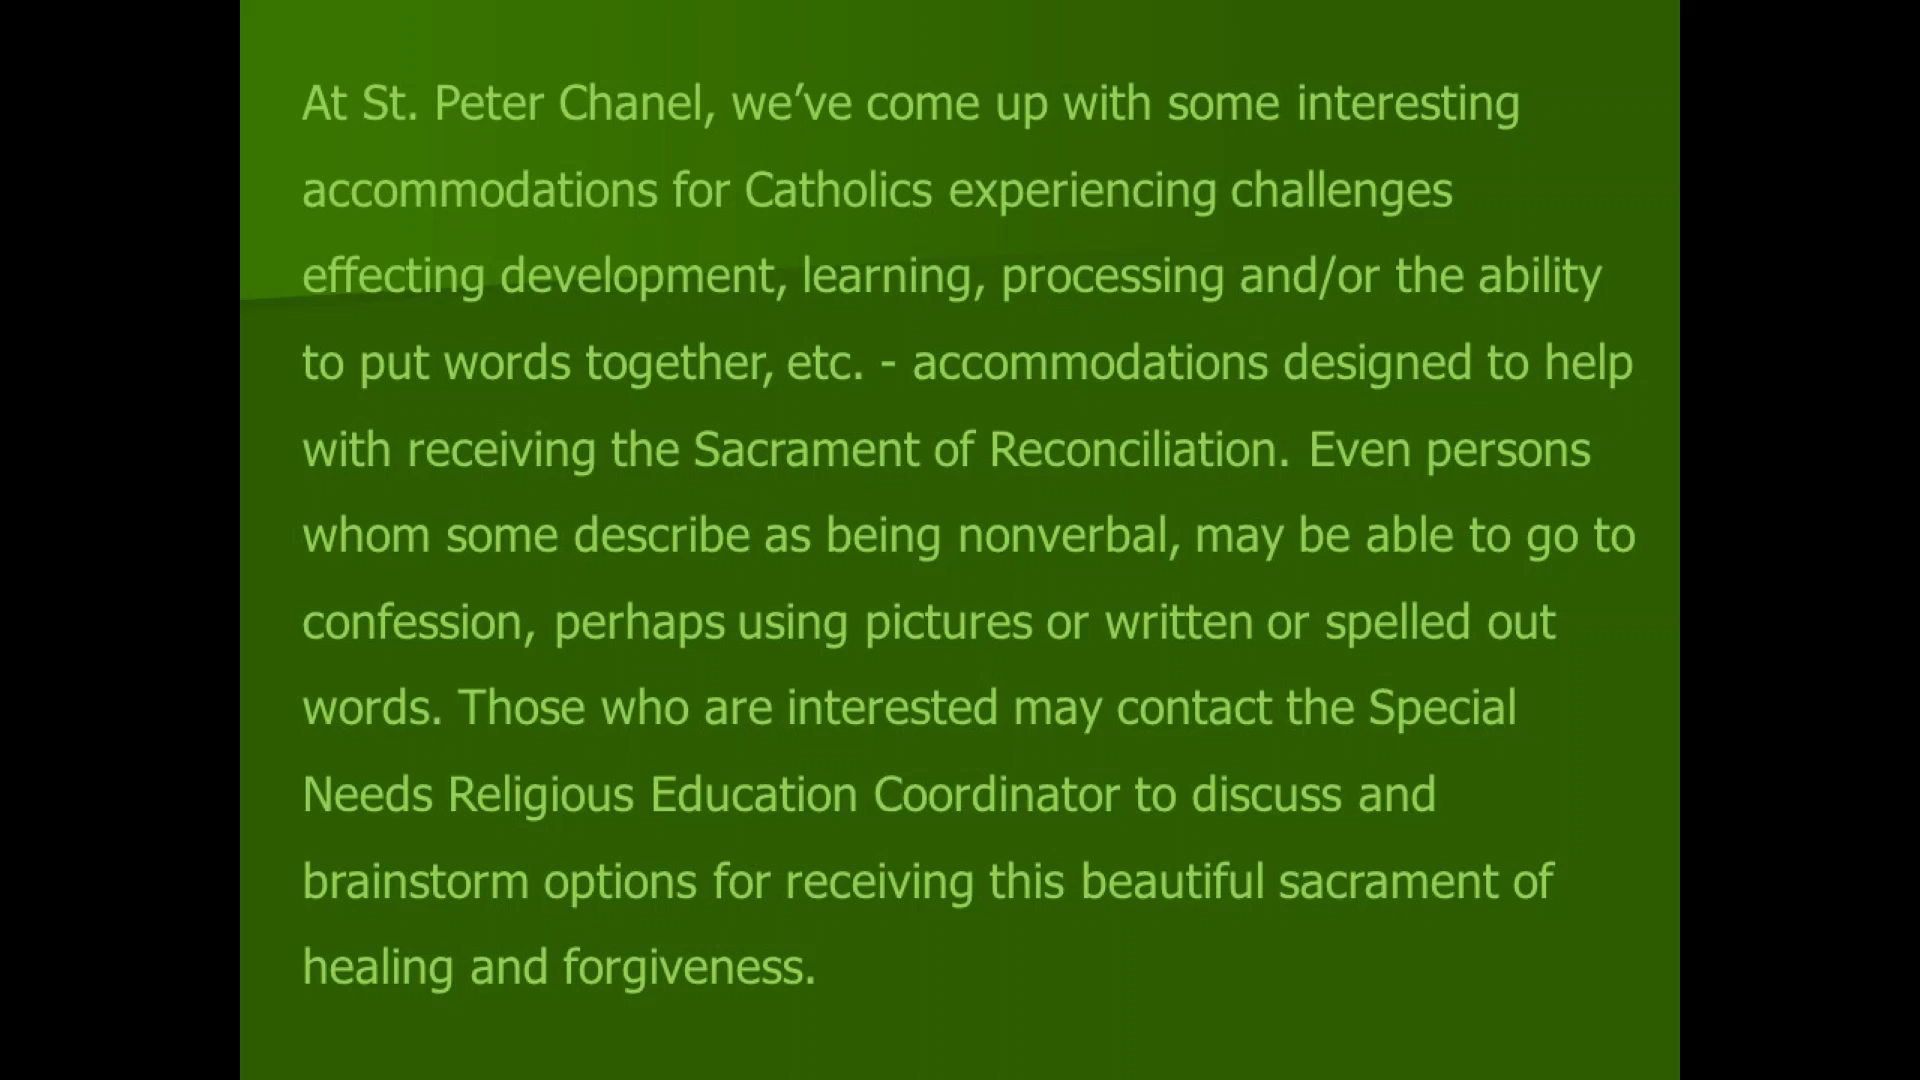 At St. Peter Chanel, we’ve come up with some interesting
accommodations for Catholics experiencing challenges
effecting development, learning, processing and/or the ability
to put words together, etc. - accommodations designed to help
with receiving the Sacrament of Reconciliation. Even persons
whom some describe as being nonverbal, may be able to go to
confession, perhaps using pictures or written or spelled out
words. Those who are interested may contact the Special
Needs Religious Education Coordinator to discuss and
brainstorm options for receiving this beautiful sacrament of
healing and forgiveness.